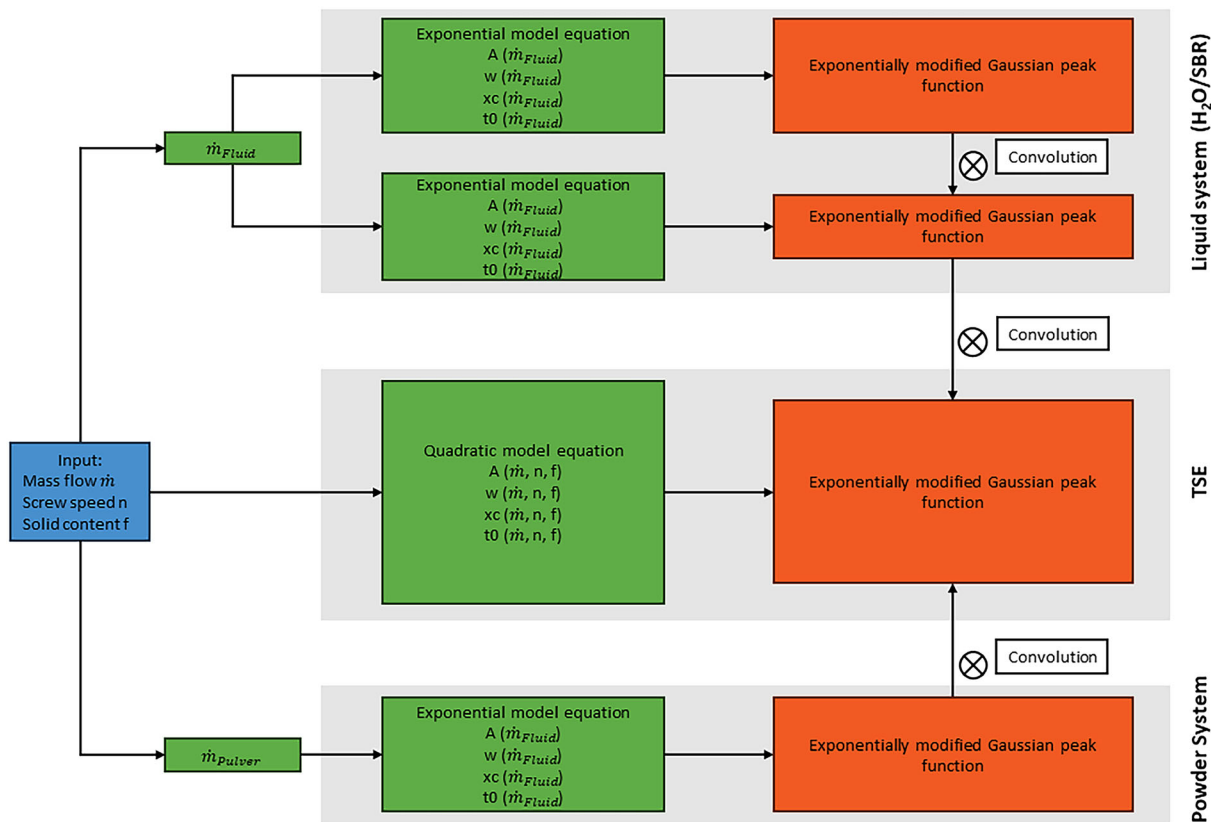 Exponential model equation
A (ṁ_Fluid)
w (ṁ_Fluid)
xc (ṁ_Fluid)
t0 (ṁ_Fluid)
Exponentially modified Gaussian peak
function
ṁ_Fluid
Convolution
Exponential model equation
A (ṁ_Fluid)
w (ṁ_Fluid)
xc (ṁ_Fluid)
t0 (ṁ_Fluid)
Exponentially modified Gaussian peak
function
Liquid system (H₂O/SBR)
Convolution
Input:
Mass flow ṁ
Screw speed n
Solid content f
Quadratic model equation
A (ṁ, n, f)
w (ṁ, n, f)
xc (ṁ, n, f)
t0 (ṁ, n, f)
Exponentially modified Gaussian peak
function
TSE
Convolution
ṁ_Pulver
Exponential model equation
A (ṁ_Fluid)
w (ṁ_Fluid)
xc (ṁ_Fluid)
t0 (ṁ_Fluid)
Exponentially modified Gaussian peak
function
Powder System